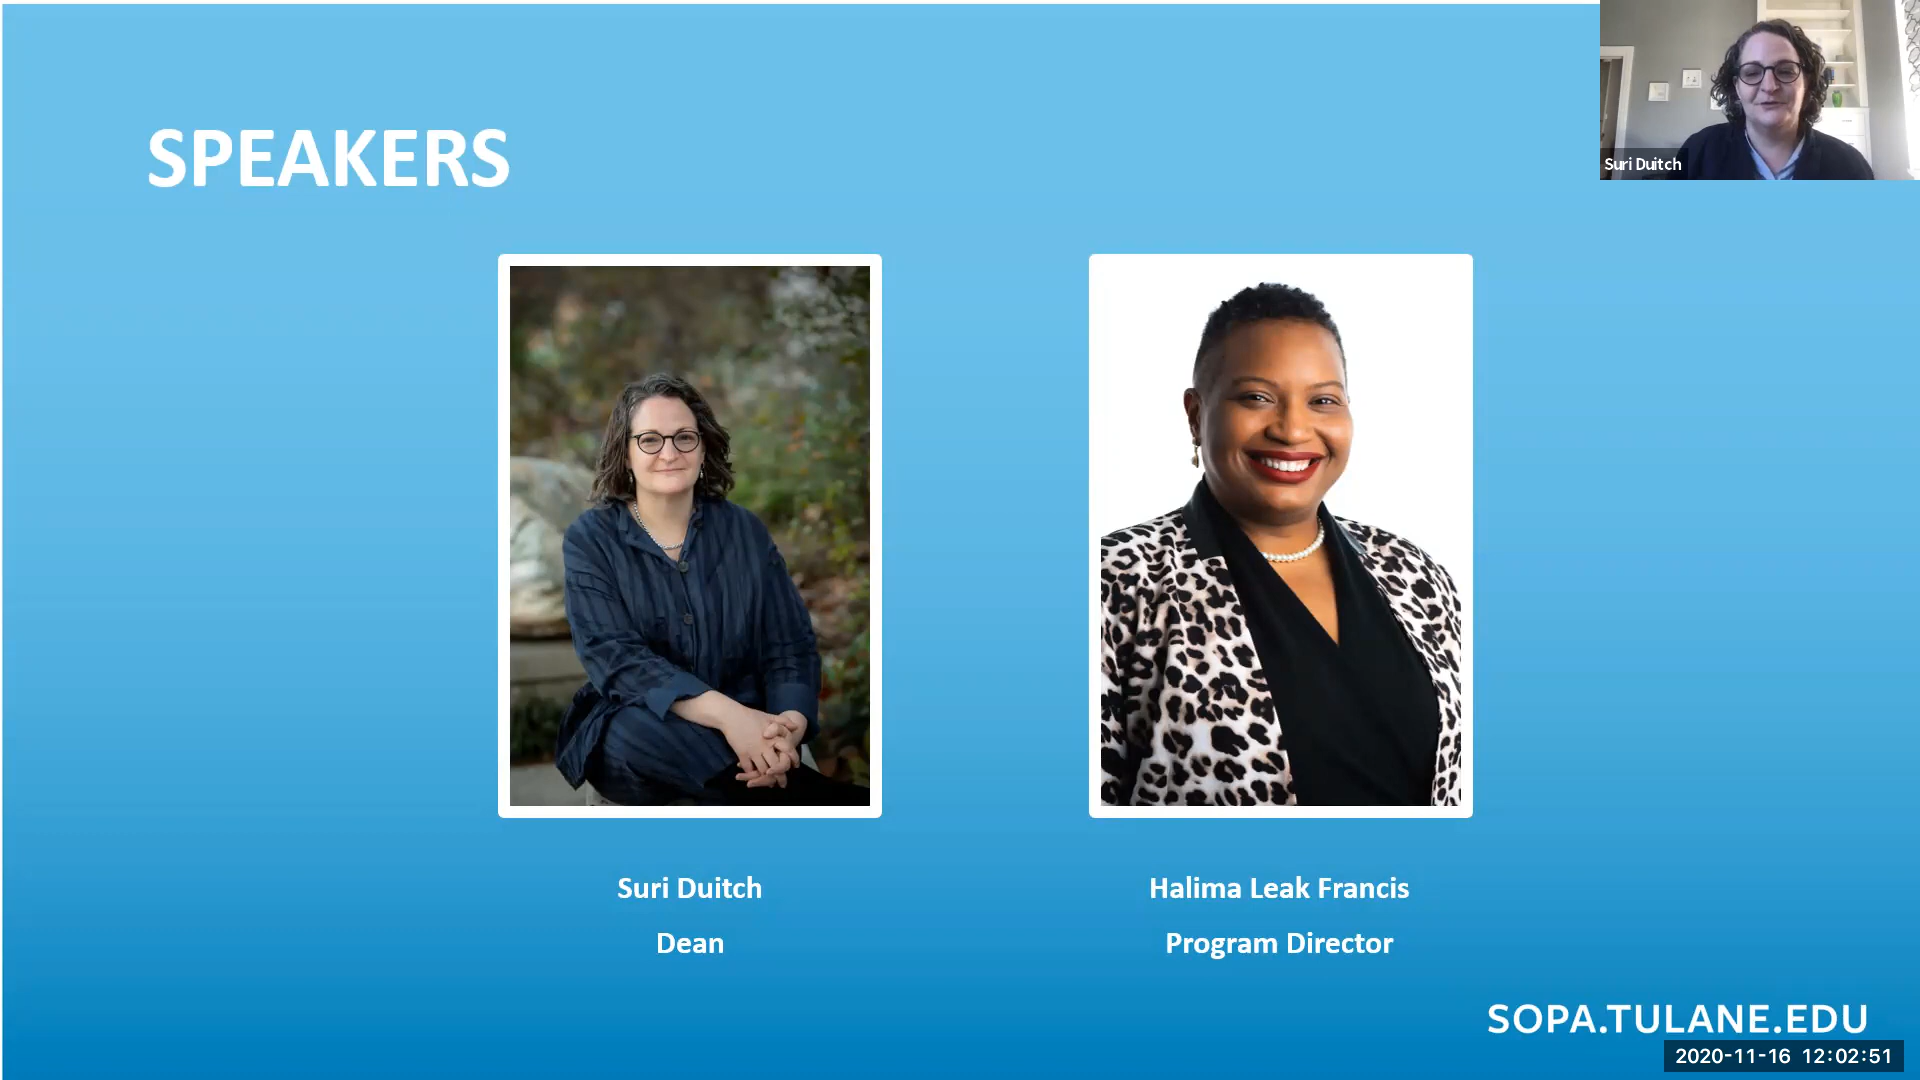 SPEAKERS
Suri Duitch
Suri Duitch
Dean
Halima Leak Francis
Program Director
SOPA.TULANE.EDU
2020-11-16 12:02:51